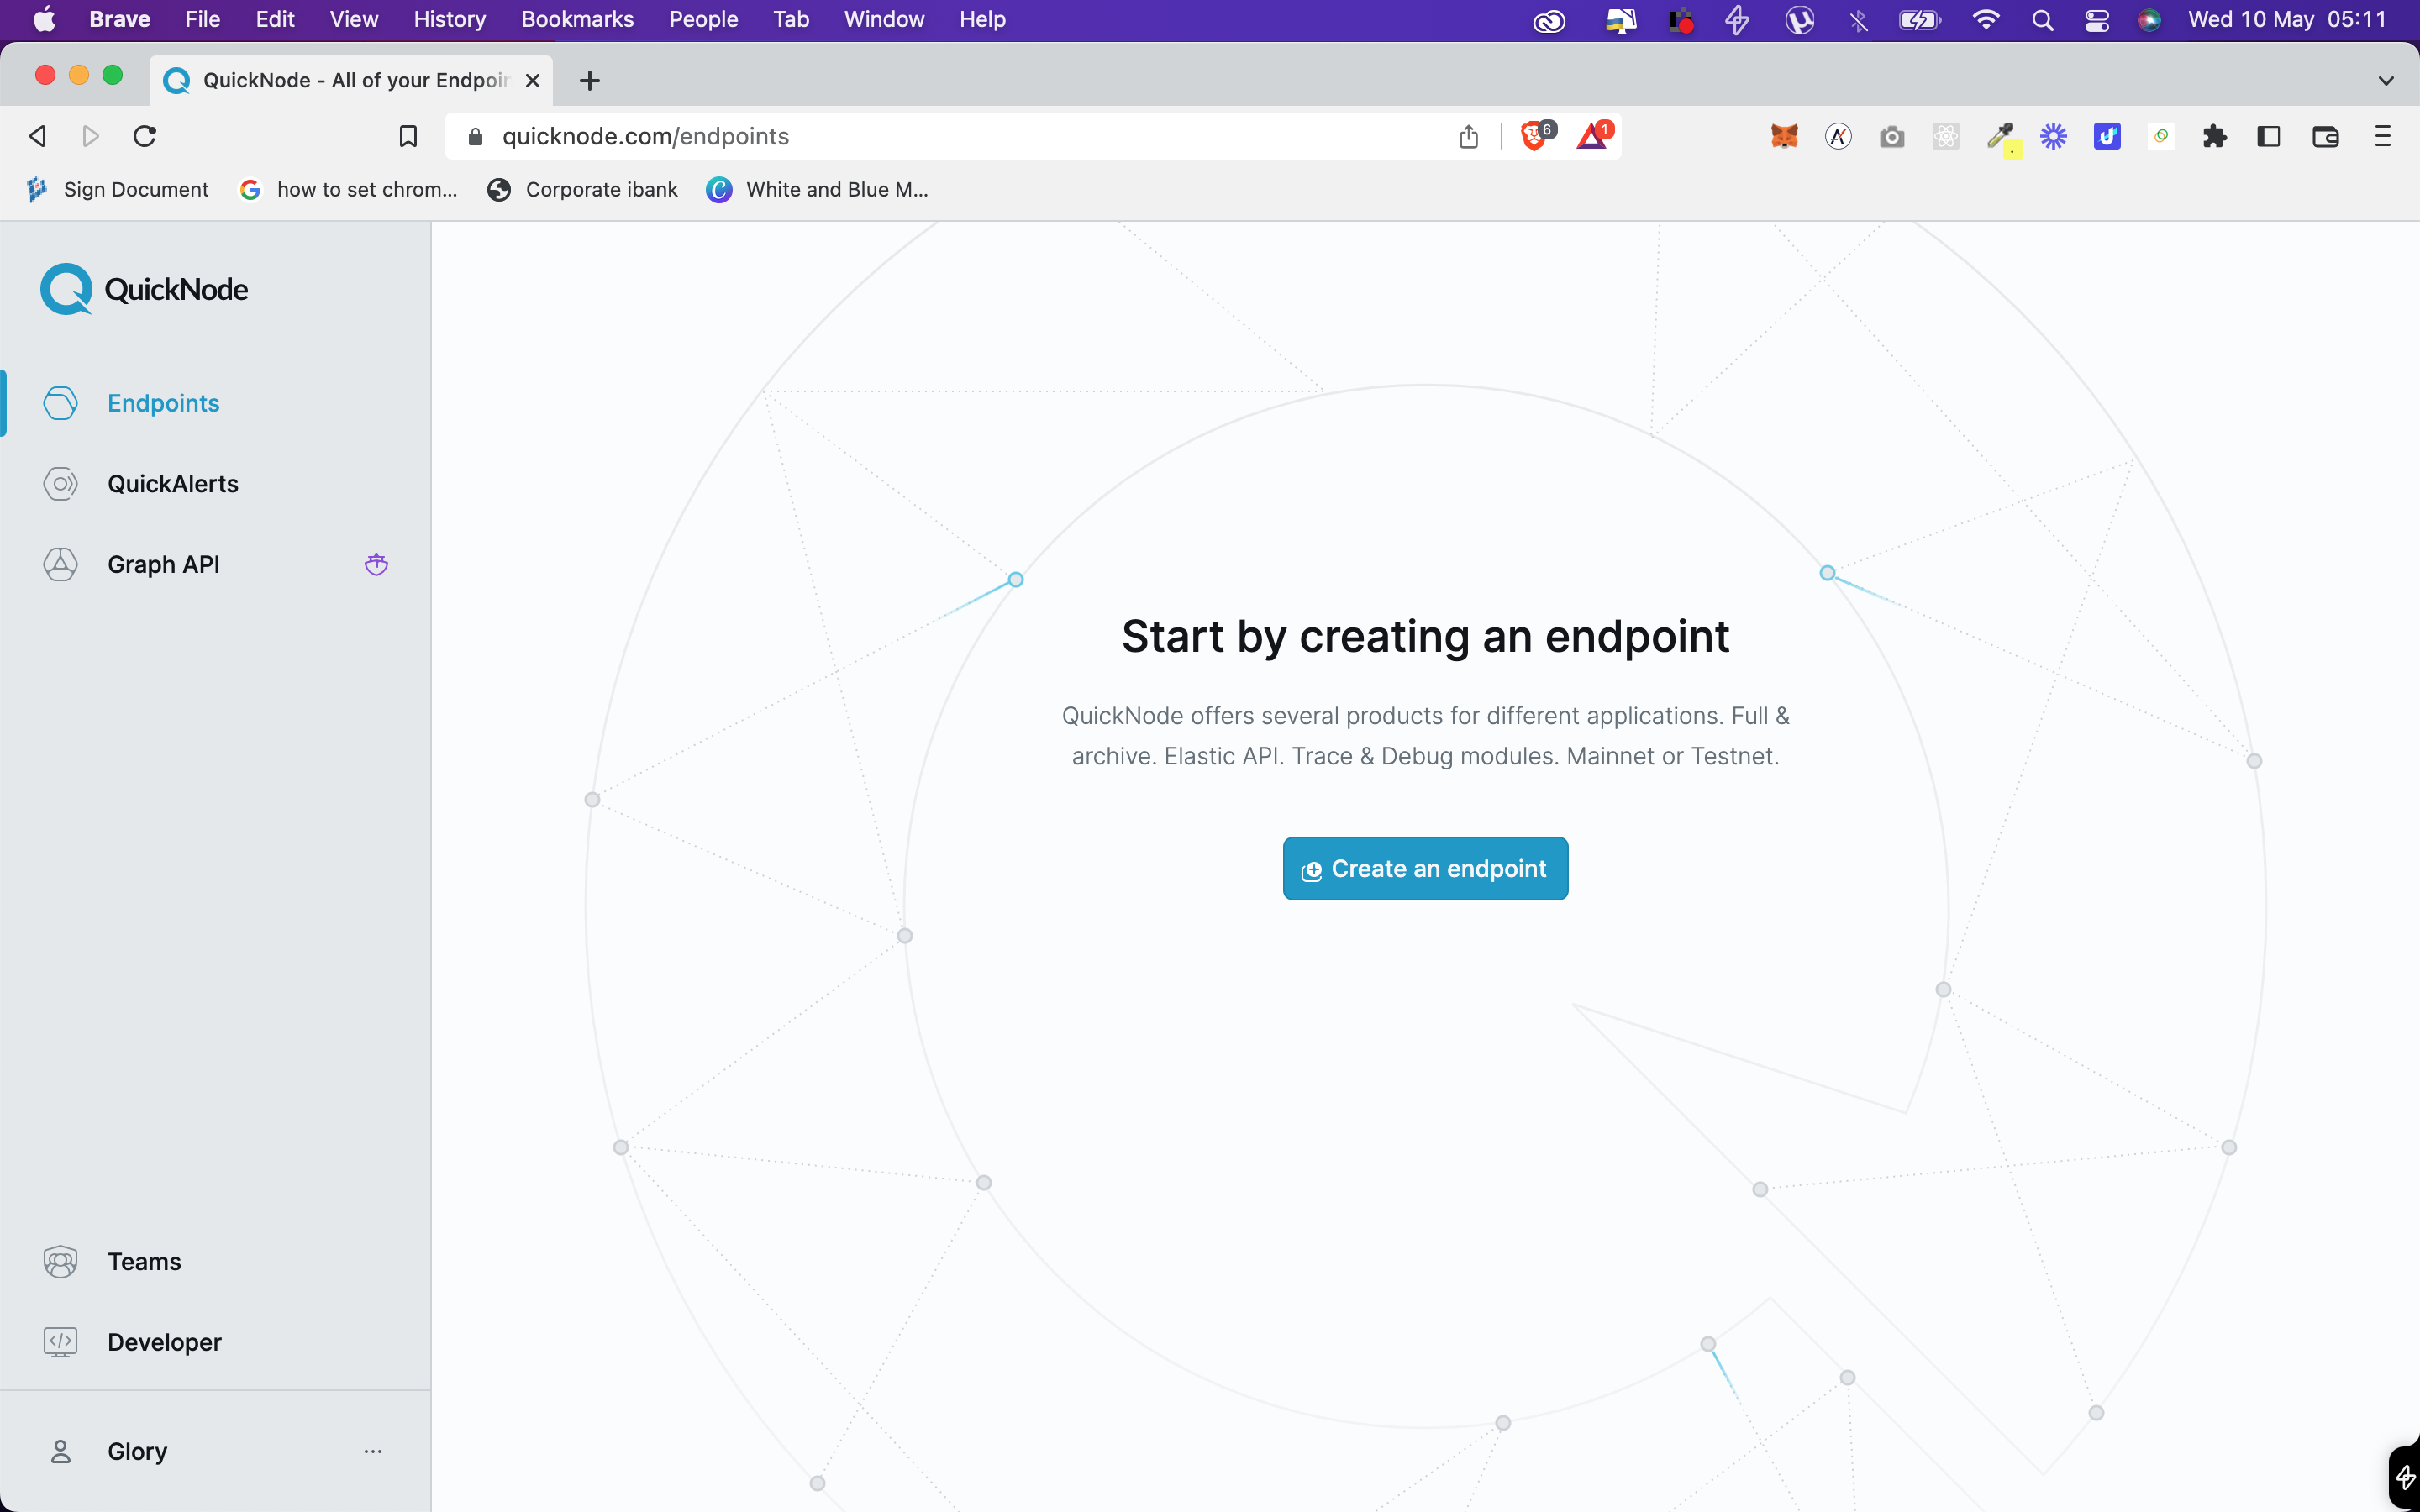 Brave File Edit View History Bookmarks People Tab Window Help Wed 10 May 05:11
QuickNode - All of your Endpoin
quicknode.com/endpoints 6 1
Sign Document how to set chrom... Corporate ibank White and Blue M...
QuickNode
Endpoints
QuickAlerts
Graph API
Start by creating an endpoint
QuickNode offers several products for different applications. Full &
archive. Elastic API. Trace & Debug modules. Mainnet or Testnet.
Create an endpoint
Teams
Developer
Glory